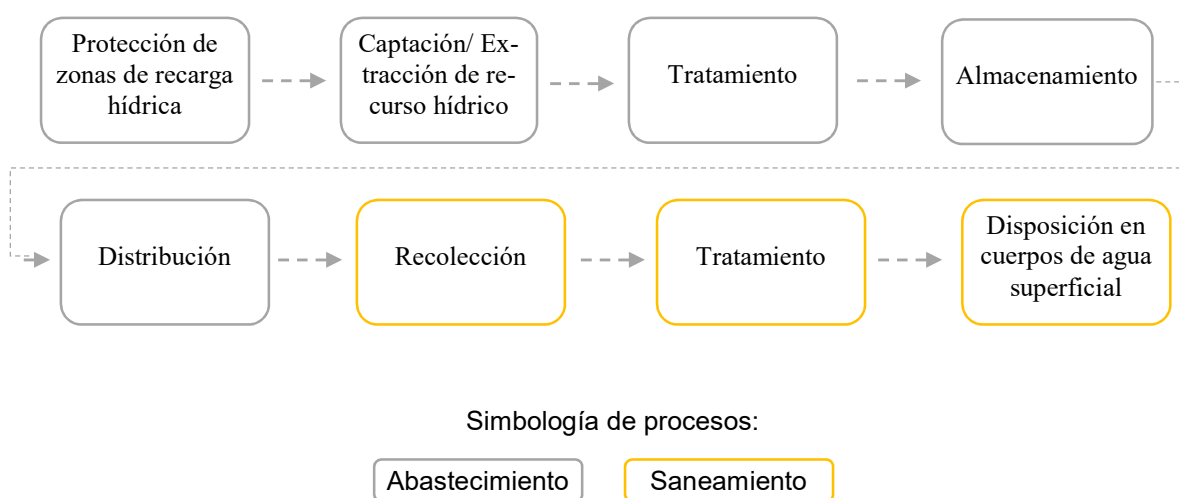 Protección de
zonas de recarga
hídrica
Captación/ Ex-
tracción de re-
curso hídrico
Tratamiento
Almacenamiento
Distribución
Recolección
Tratamiento
Disposición en
cuerpos de agua
superficial
Simbología de procesos:
Abastecimiento
Saneamiento